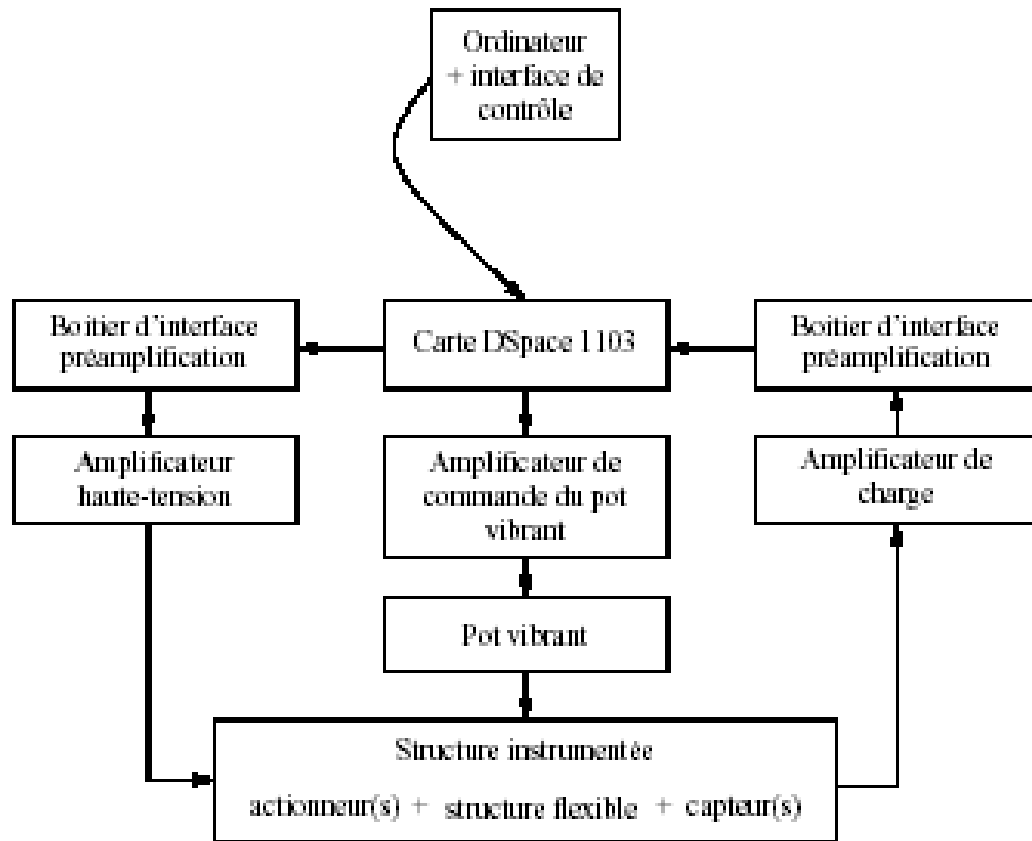 Ordinateur
+ interface de
contrôle
Boitier d'interface
préamplification
Carte DSpace 1103
Boitier d'interface
préamplification
Amplificateur
haute-tension
Amplificateur de
commande du pot
vibrant
Amplificateur de
charge
Pot vibrant
Structure instrumentée
actionneur(s) + structure flexible + capteur(s)